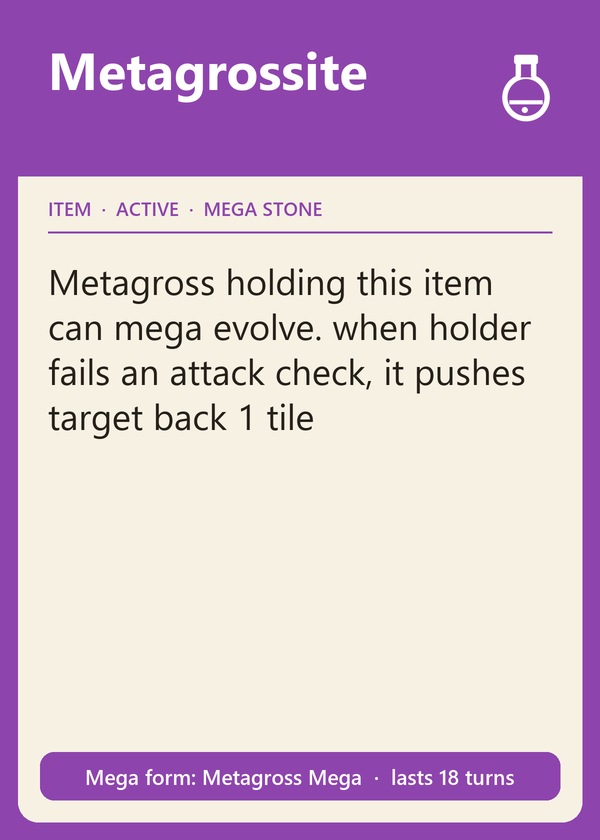 Metagrossite
ITEM · ACTIVE · MEGA STONE
Metagross holding this item
can mega evolve. when holder
fails an attack check, it pushes
target back 1 tile
Mega form: Metagross Mega · lasts 18 turns